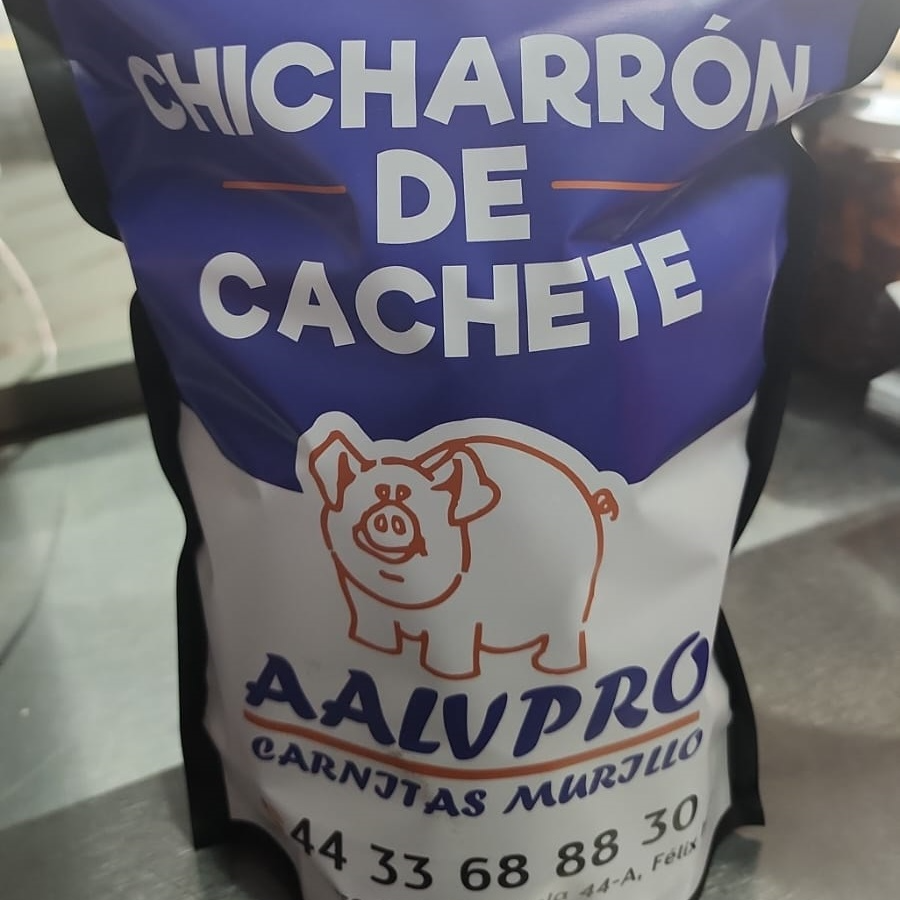 CHICHARRÓN
DE
CACHETE
AALVPRO
CARNITAS MURILLO
44 33 68 88 30
44-A, Félix